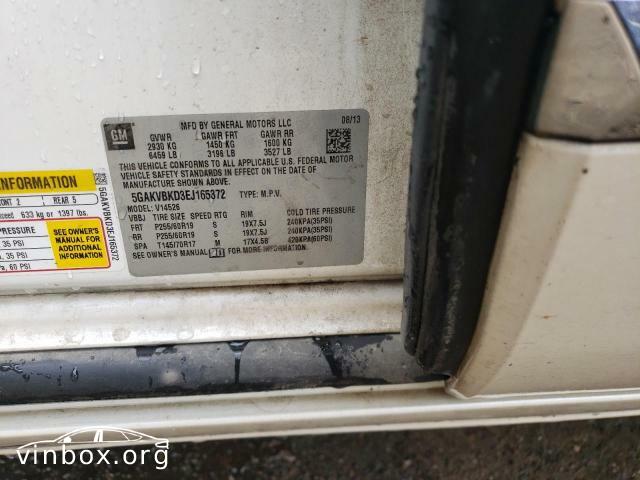 GM
MFD BY GENERAL MOTORS LLC
08/13
GVWR GAWR FRT GAWR RR
2930 KG 1450 KG 1600 KG
6459 LB 3196 LB 3527 LB
THIS VEHICLE CONFORMS TO ALL APPLICABLE U.S. FEDERAL MOTOR
VEHICLE SAFETY STANDARDS IN EFFECT ON THE DATE OF
MANUFACTURE SHOWN ABOVE.
5GAKVBKD3EJ165372 TYPE: M.P.V.
MODEL: V14526
VBBJ TIRE SIZE SPEED RTG RIM COLD TIRE PRESSURE
FRT P255/60R19 S 19X7.5J 240KPA(35PSI)
RR P255/60R19 S 19X7.5J 240KPA(35PSI)
SPA T145/70R17 M 17X4.5B 420KPA(60PSI)
SEE OWNER'S MANUAL FOR MORE INFORMATION
INFORMATION
2 REAR 5
633 kg or 1397 lbs.
5GAKVBKD3EJ165372
PRESSURE
35 PSI
35 PSI
60 PSI
SEE OWNER'S
MANUAL FOR
ADDITIONAL
INFORMATION
vinbox.org